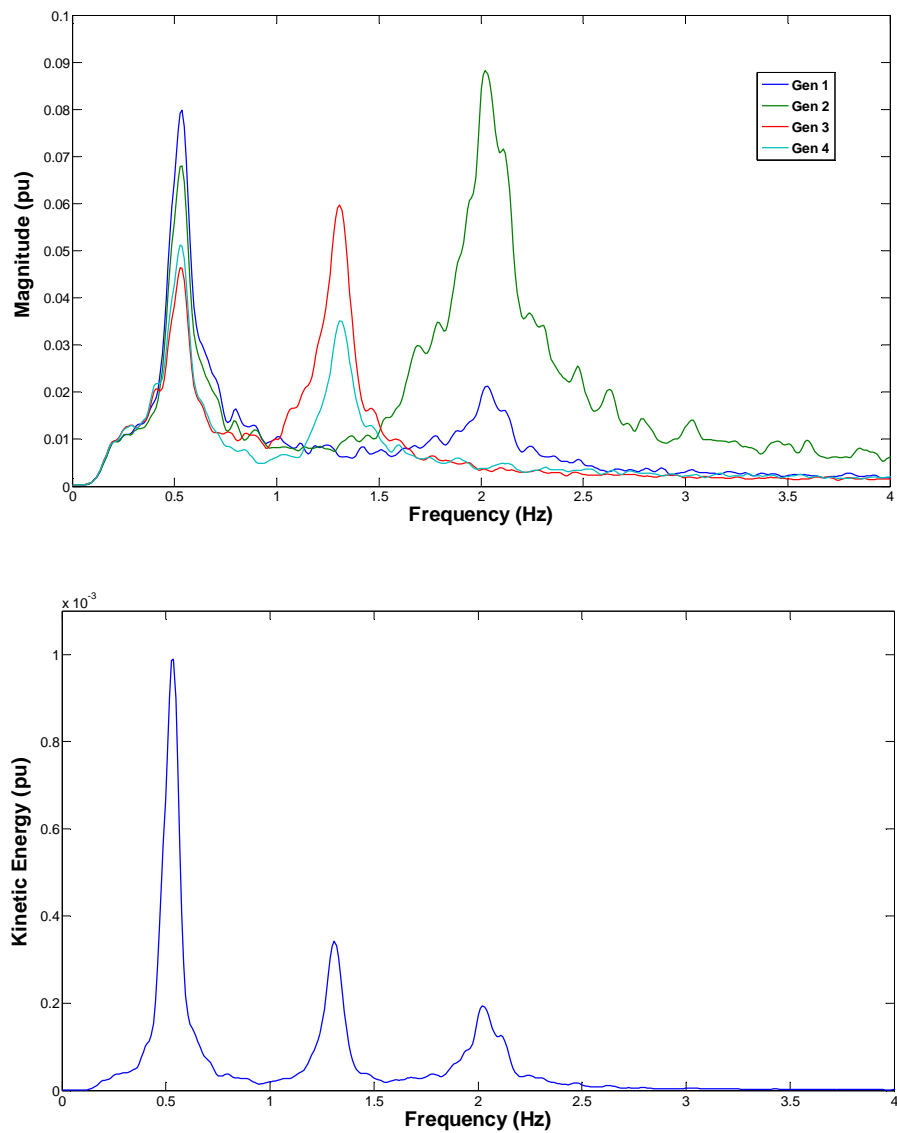 0.1
0.09
0.08
0.07
0.06
0.05
0.04
0.03
0.02
0.01
0
Magnitude (pu)
Gen 1
Gen 2
Gen 3
Gen 4
0 0.5 1 1.5 2 2.5 3 3.5 4
Frequency (Hz)
x 10-3
1
0.8
0.6
0.4
0.2
0
Kinetic Energy (pu)
0 0.5 1 1.5 2 2.5 3 3.5 4
Frequency (Hz)